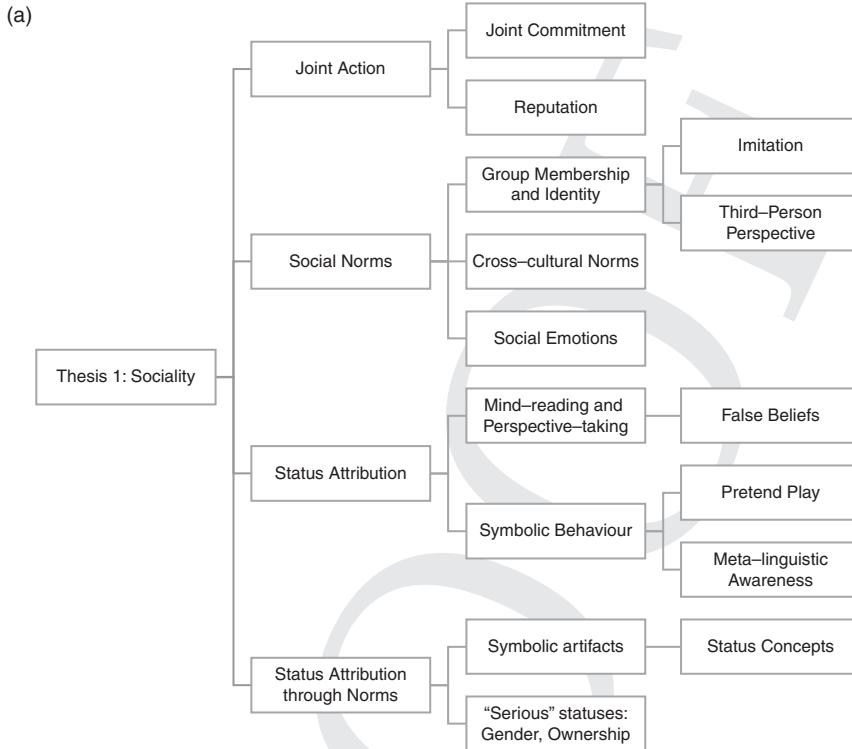 (a)
Joint Commitment
Joint Action
Reputation
Group Membership
and Identity
Imitation
Third–Person
Perspective
Social Norms
Cross–cultural Norms
Social Emotions
Thesis 1: Sociality
Mind–reading and
Perspective–taking
False Beliefs
Status Attribution
Symbolic Behaviour
Pretend Play
Meta–linguistic
Awareness
Symbolic artifacts
Status Concepts
Status Attribution
through Norms
“Serious” statuses:
Gender, Ownership